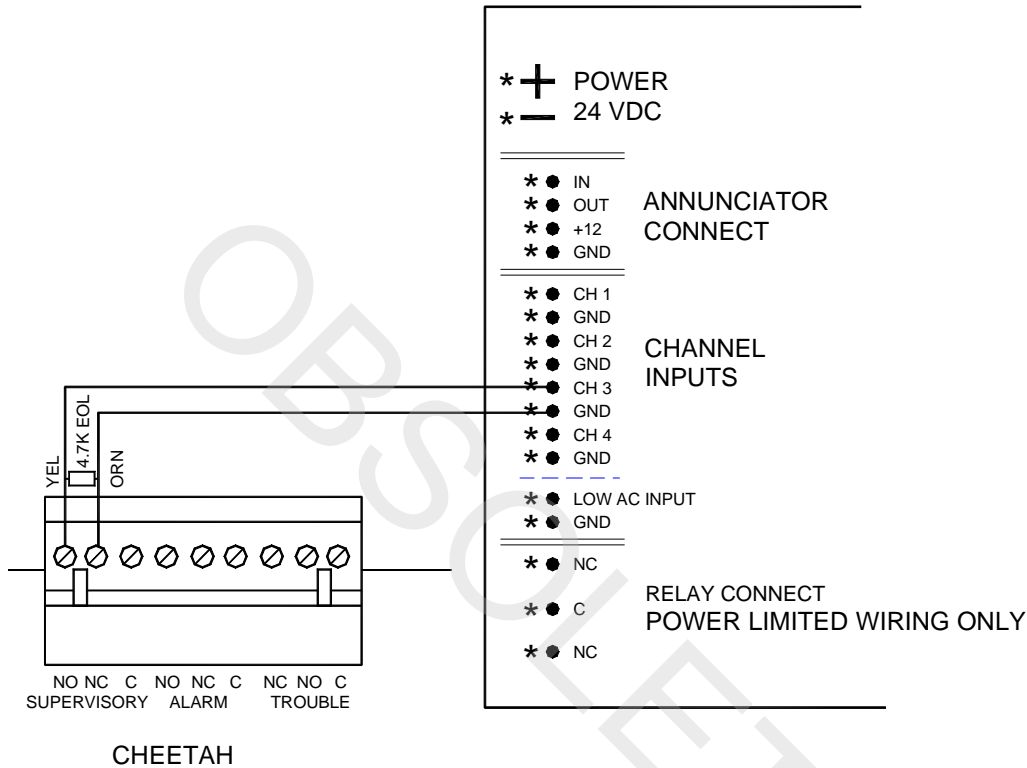 * + POWER
* − 24 VDC
* ● IN
* ● OUT
* ● +12
* ● GND
ANNUNCIATOR
CONNECT
* ● CH 1
* ● GND
* ● CH 2
* ● GND
* ● CH 3
* ● GND
* ● CH 4
* ● GND
CHANNEL
INPUTS
* ● LOW AC INPUT
* ● GND
* ● NC
* ● C
* ● NC
RELAY CONNECT
POWER LIMITED WIRING ONLY
YEL
4.7K EOL
ORN
NO NC C NO NC C NC NO C
SUPERVISORY ALARM TROUBLE
CHEETAH
OBSOLET